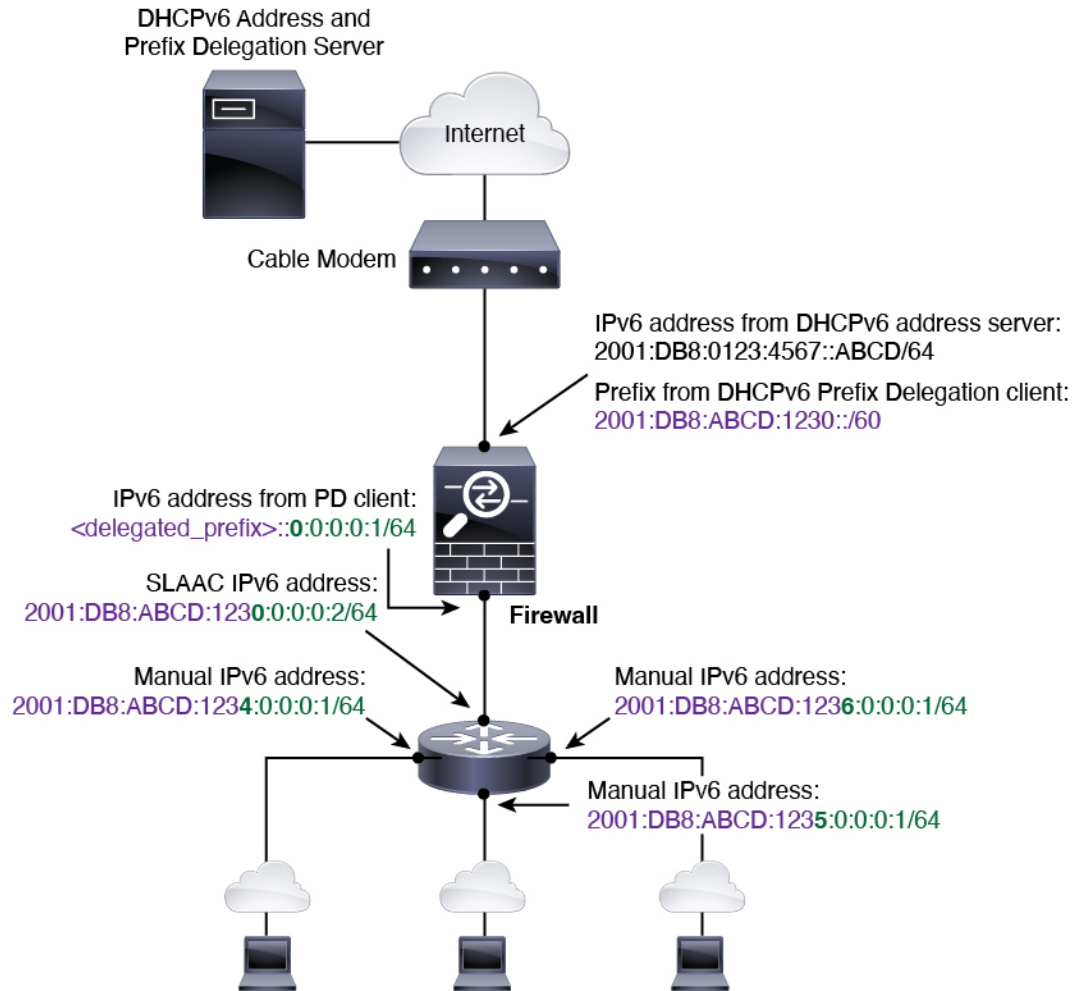 DHCPv6 Address and
Prefix Delegation Server
Internet
Cable Modem
IPv6 address from DHCPv6 address server:
2001:DB8:0123:4567::ABCD/64
Prefix from DHCPv6 Prefix Delegation client:
2001:DB8:ABCD:1230::/60
IPv6 address from PD client:
<delegated_prefix>::0:0:0:0:1/64
SLAAC IPv6 address:
2001:DB8:ABCD:1230:0:0:0:2/64
Firewall
Manual IPv6 address:
2001:DB8:ABCD:1234:0:0:0:1/64
Manual IPv6 address:
2001:DB8:ABCD:1236:0:0:0:1/64
Manual IPv6 address:
2001:DB8:ABCD:1235:0:0:0:1/64